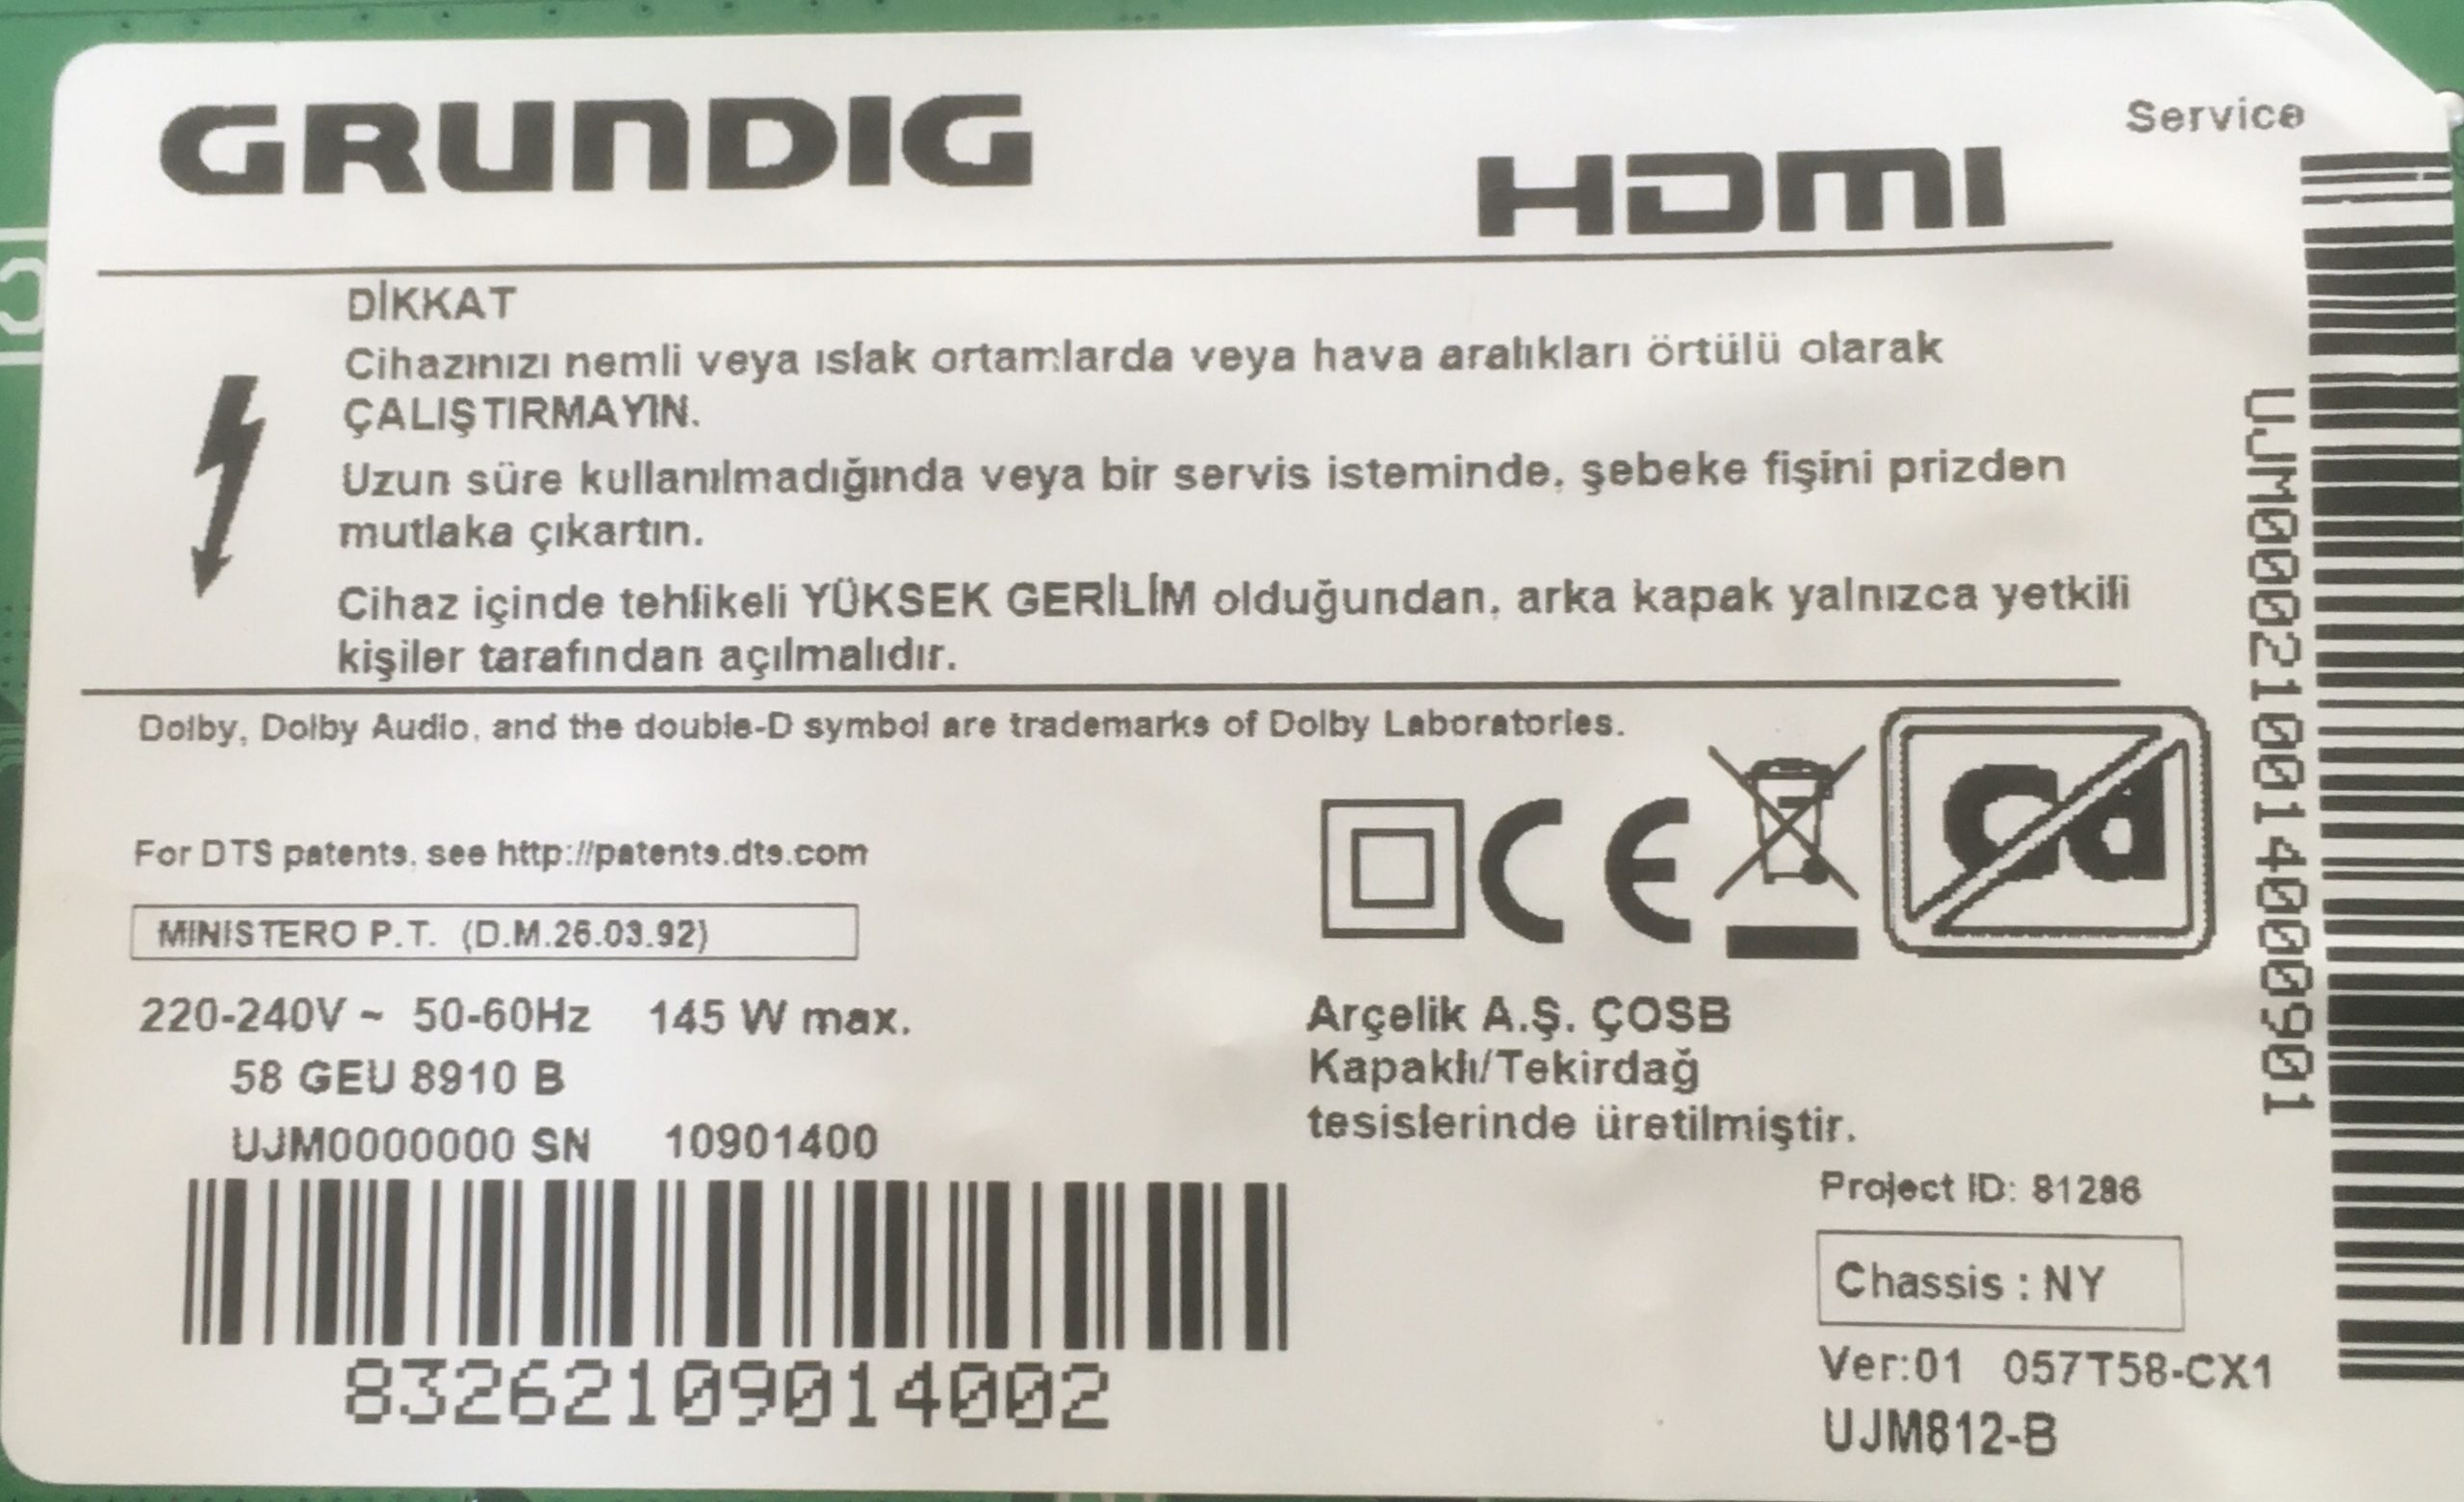 GRUNDIG
HDMI
Service
DİKKAT
Cihazınızı nemli veya ıslak ortamlarda veya hava aralıkları örtülü olarak
ÇALIŞTIRMAYIN.
Uzun süre kullanılmadığında veya bir servis isteminde, şebeke fişini prizden
mutlaka çıkartın.
Cihaz içinde tehlikeli YÜKSEK GERİLİM olduğundan, arka kapak yalnızca yetkili
kişiler tarafından açılmalıdır.
Dolby, Dolby Audio, and the double-D symbol are trademarks of Dolby Laboratories.
For DTS patents, see http://patents.dts.com
MINISTERO P.T. (D.M.26.03.92)
CE
220-240V ~ 50-60Hz 145 W max.
58 GEU 8910 B
UJM0000000 SN 10901400
83262109014002
Arçelik A.Ş. ÇOSB
Kapaklı/Tekirdağ
tesislerinde üretilmiştir.
Project ID: 81286
Chassis : NY
Ver:01 057T58-CX1
UJM812-B
UJM000210014000901